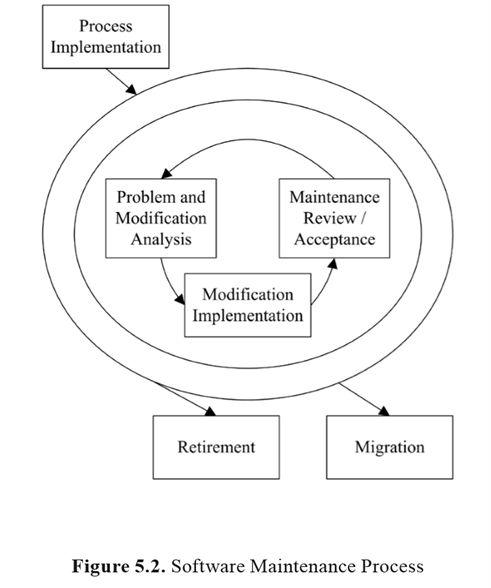 Process
Implementation
Problem and
Modification
Analysis
Maintenance
Review /
Acceptance
Modification
Implementation
Retirement
Migration
Figure 5.2. Software Maintenance Process